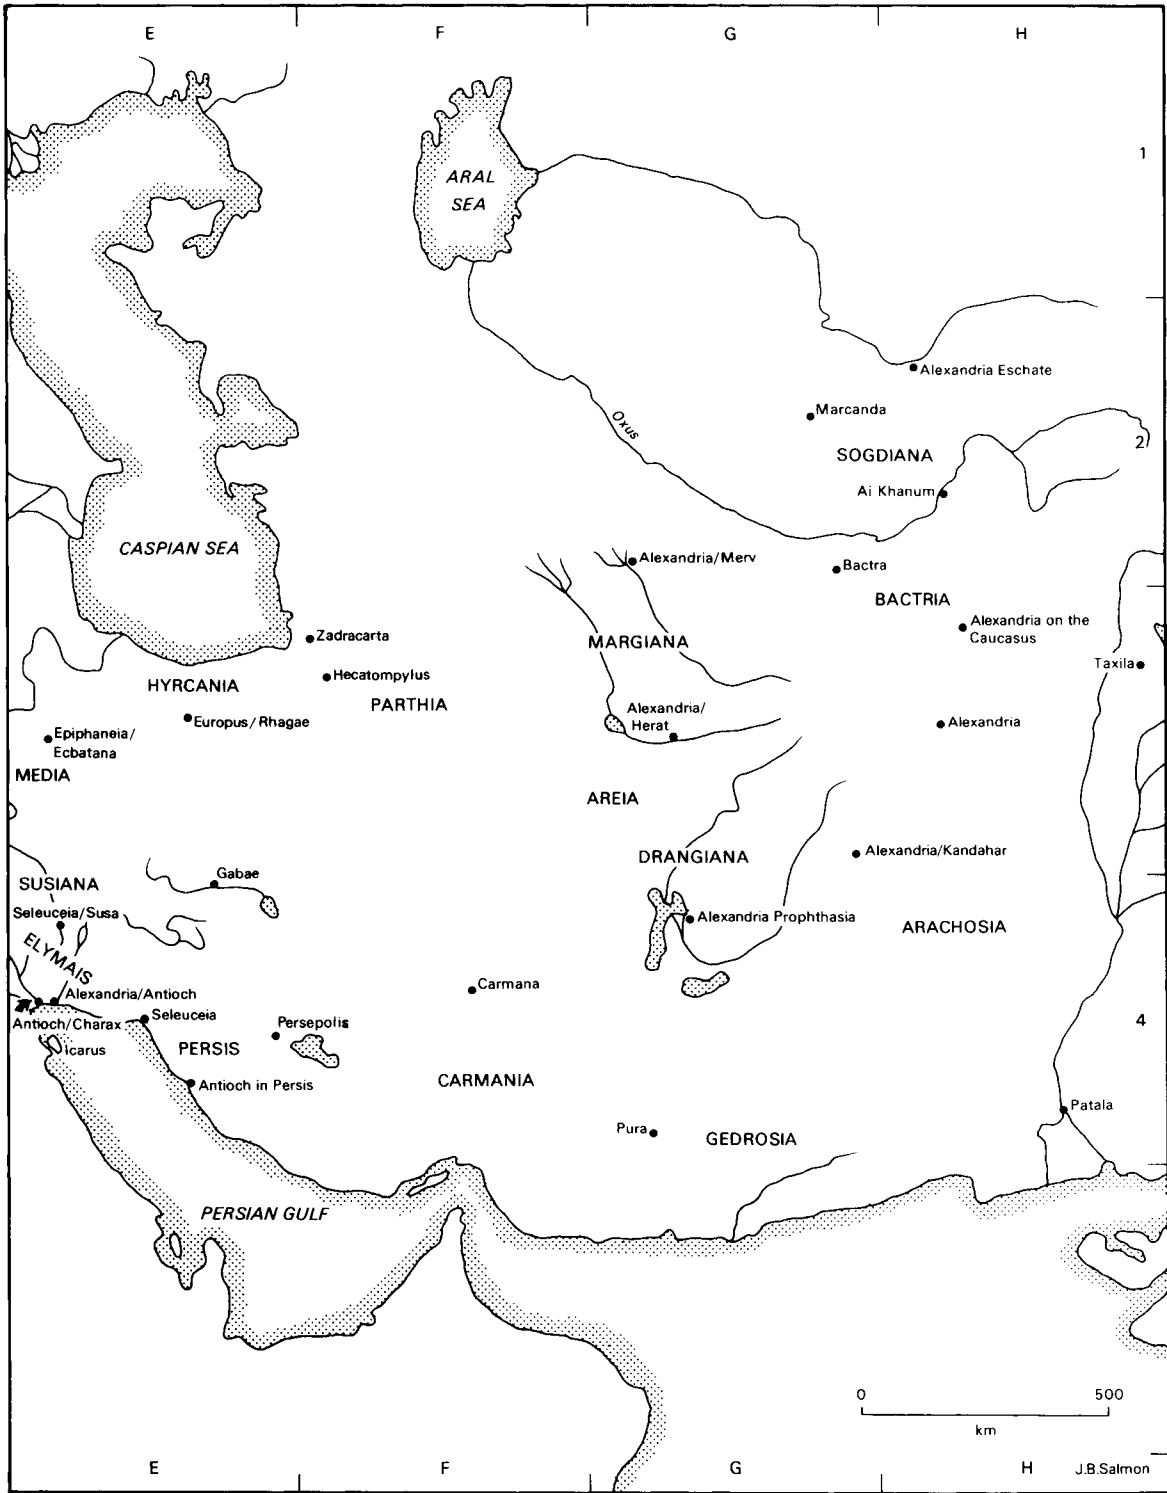 E F G H
1
ARAL
SEA
Alexandria Eschate
Marcanda
Oxus
2
SOGDIANA
Ai Khanum
CASPIAN SEA
Alexandria/Merv
Bactra
BACTRIA
Alexandria on the
Caucasus
Zadracarta
MARGIANA
Taxila
Hecatompylus
HYRCANIA
PARTHIA
Alexandria/
Herat
Europus/Rhagae
Alexandria
Epiphaneia/
Ecbatana
MEDIA
AREIA
DRANGIANA
Alexandria/Kandahar
Gabae
SUSIANA
Seleuceia/Susa
Alexandria Prophthasia
ARACHOSIA
ELYMAIS
Carmana
Alexandria/Antioch
Antioch/Charax
Seleuceia
Persepolis
4
Icarus
PERSIS
CARMANIA
Antioch in Persis
Patala
Pura
GEDROSIA
PERSIAN GULF
0 500
km
E F G H
J.B.Salmon